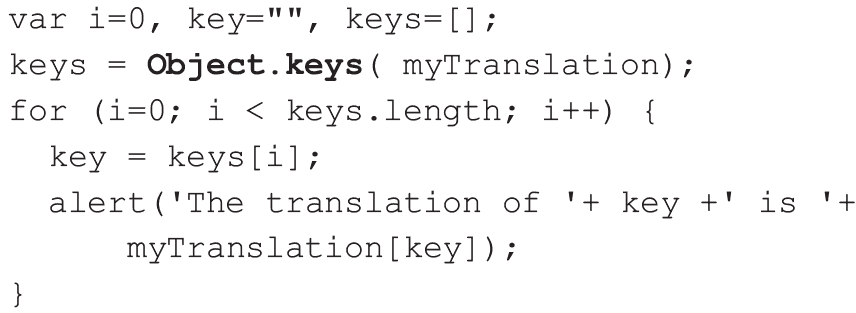 var i=0, key="", keys=[];
keys = Object.keys( myTranslation);
for (i=0; i < keys.length; i++) {
  key = keys[i];
  alert('The translation of '+ key +' is '+
      myTranslation[key]);
}